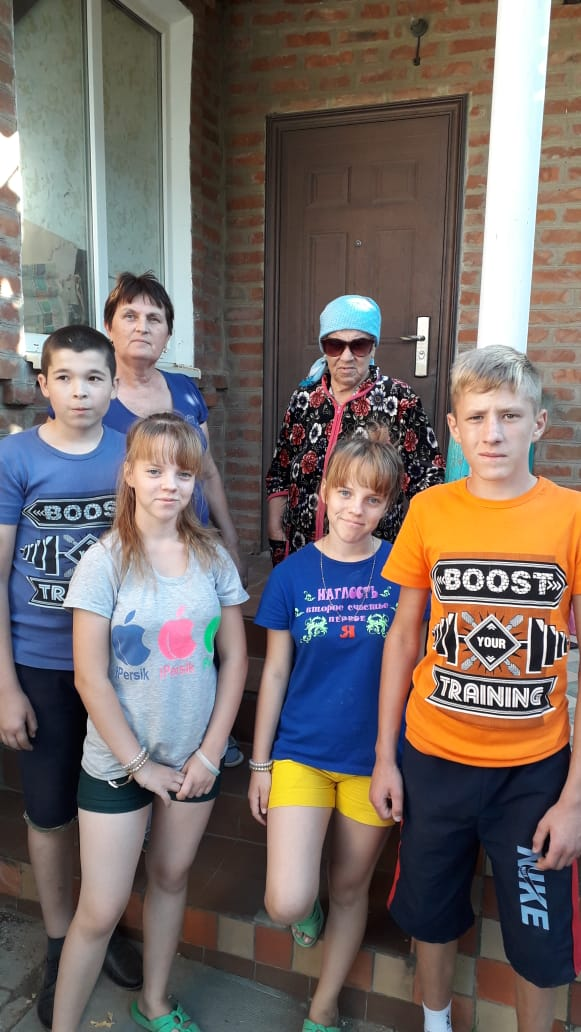 BOOST
TRAINING
iPersik
iPersik
НАГЛОСТЬ
второе счастье
первое
Я
BOOST
YOUR
TRAINING
NIKE